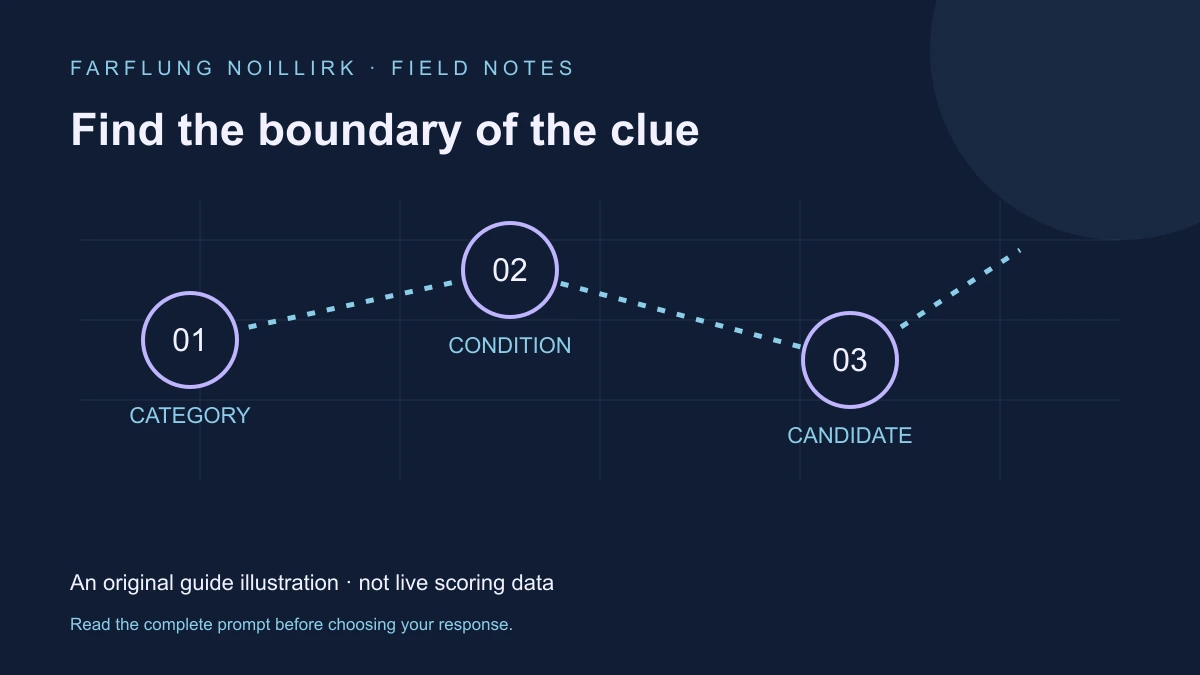 FARFLUNG NOILLIRK · FIELD NOTES
Find the boundary of the clue
01
CATEGORY
02
CONDITION
03
CANDIDATE
An original guide illustration · not live scoring data
Read the complete prompt before choosing your response.